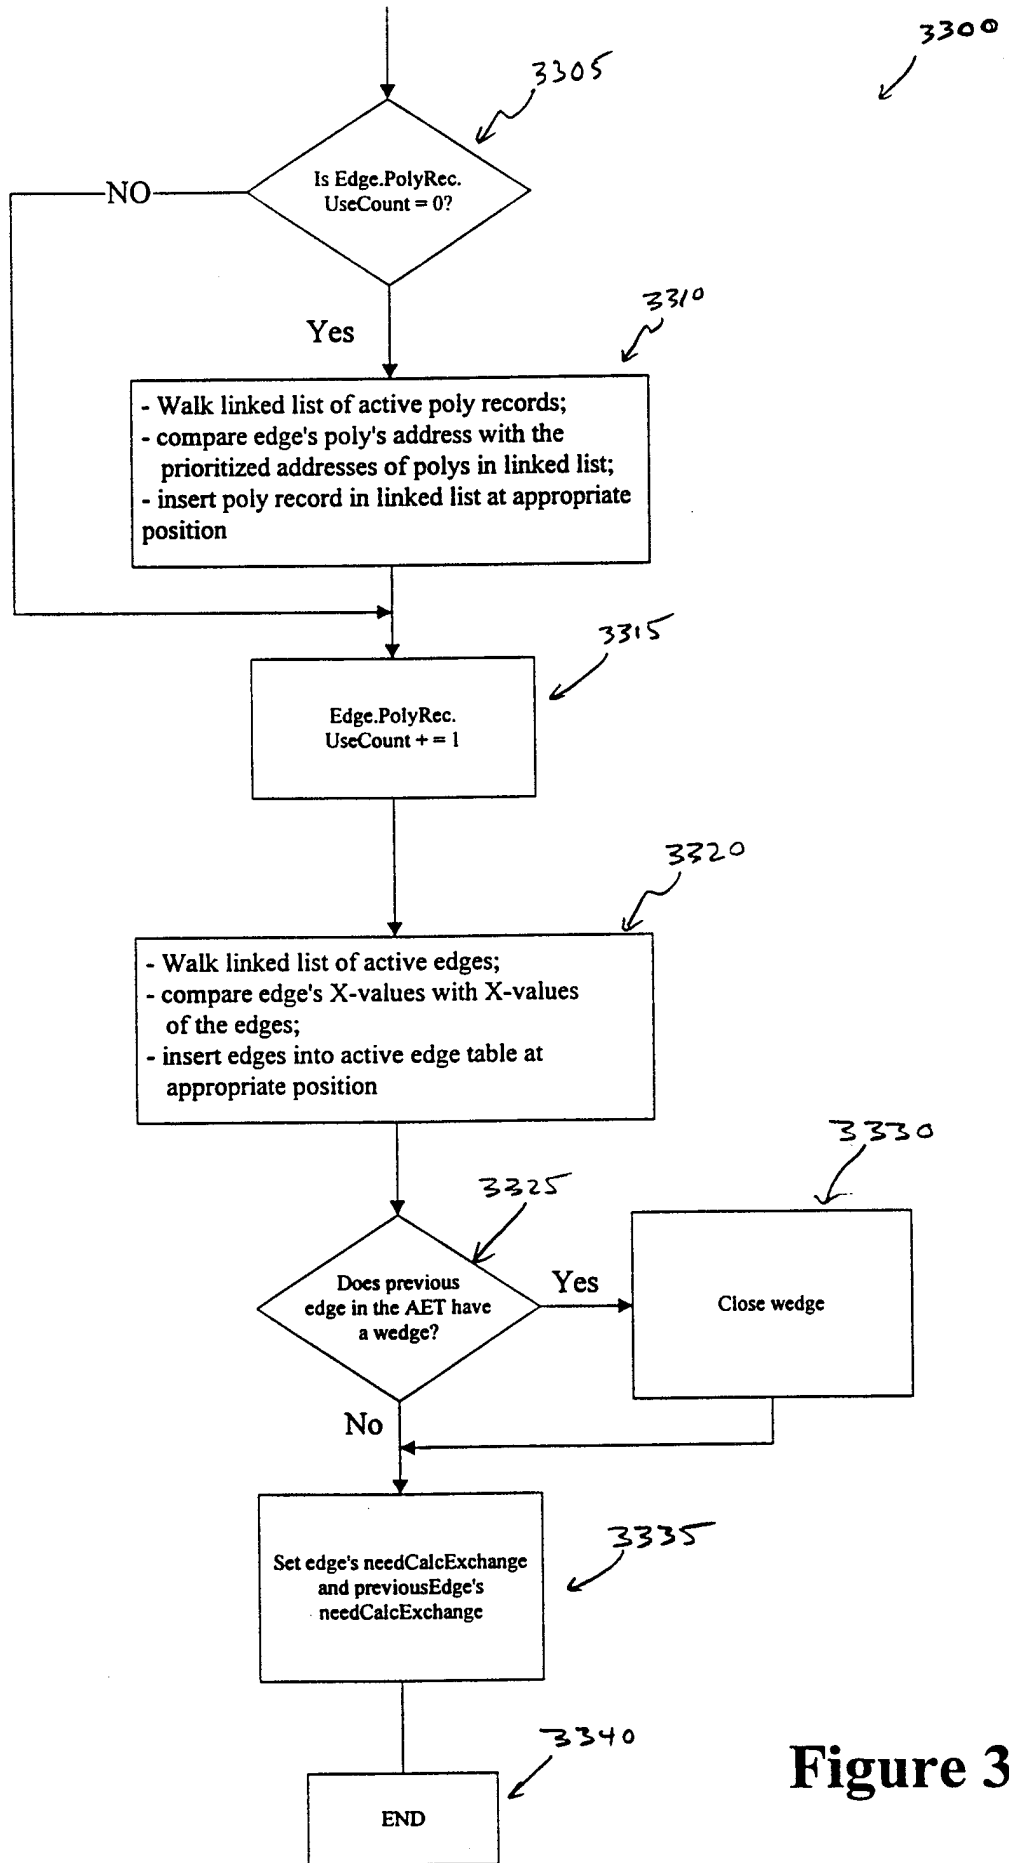 3300
3305
Is Edge.PolyRec.
UseCount = 0?
NO
Yes
3310
- Walk linked list of active poly records;
- compare edge's poly's address with the
prioritized addresses of polys in linked list;
- insert poly record in linked list at appropriate
position
3315
Edge.PolyRec.
UseCount + = 1
3320
- Walk linked list of active edges;
- compare edge's X-values with X-values
of the edges;
- insert edges into active edge table at
appropriate position
3325
3330
Does previous
edge in the AET have
a wedge?
Yes
Close wedge
No
3335
Set edge's needCalcExchange
and previousEdge's
needCalcExchange
3340
END
Figure 3